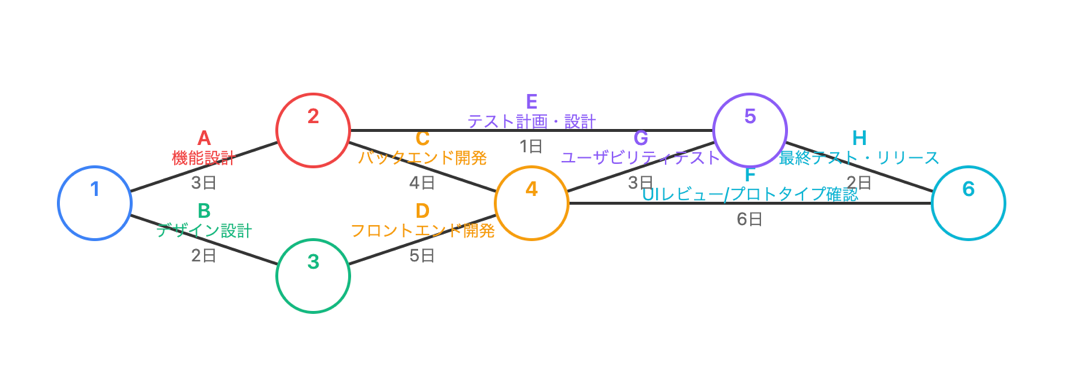 1
2
3
4
5
6
A
機能設計
3日
B
デザイン設計
2日
C
バックエンド開発
4日
D
フロントエンド開発
5日
E
テスト計画・設計
1日
G
ユーザビリティテスト
3日
F
UIレビュー/プロトタイプ確認
6日
H
最終テスト・リリース
2日